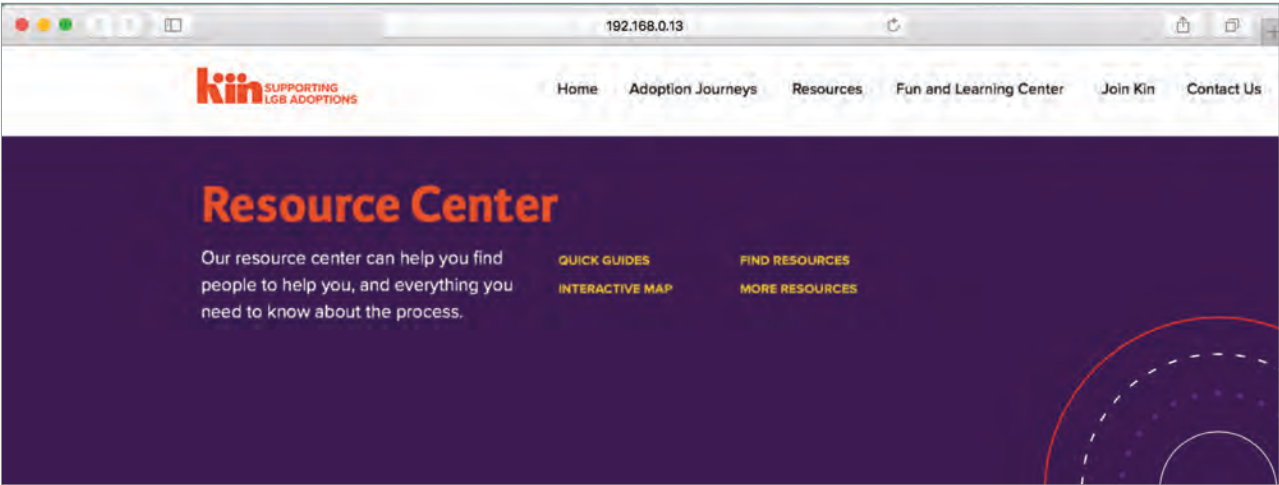 192.168.0.13
kiin SUPPORTING
LGB ADOPTIONS
Home Adoption Journeys Resources Fun and Learning Center Join Kin Contact Us
Resource Center
Our resource center can help you find
people to help you, and everything you
need to know about the process.
QUICK GUIDES FIND RESOURCES
INTERACTIVE MAP MORE RESOURCES